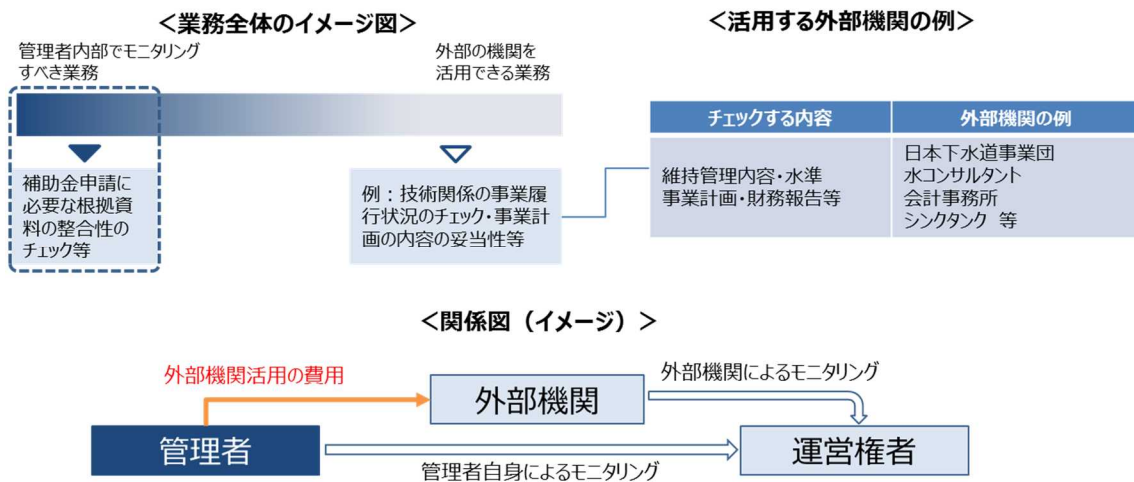 ＜業務全体のイメージ図＞
管理者内部でモニタリング
すべき業務
外部の機関を
活用できる業務
補助金申請に
必要な根拠資
料の整合性の
チェック等
例：技術関係の事業履
行状況のチェック・事業計
画の内容の妥当性等
＜活用する外部機関の例＞
チェックする内容
外部機関の例
維持管理内容・水準
事業計画・財務報告等
日本下水道事業団
水コンサルタント
会計事務所
シンクタンク 等
＜関係図（イメージ）＞
外部機関活用の費用
外部機関
外部機関によるモニタリング
管理者
運営権者
管理者自身によるモニタリング